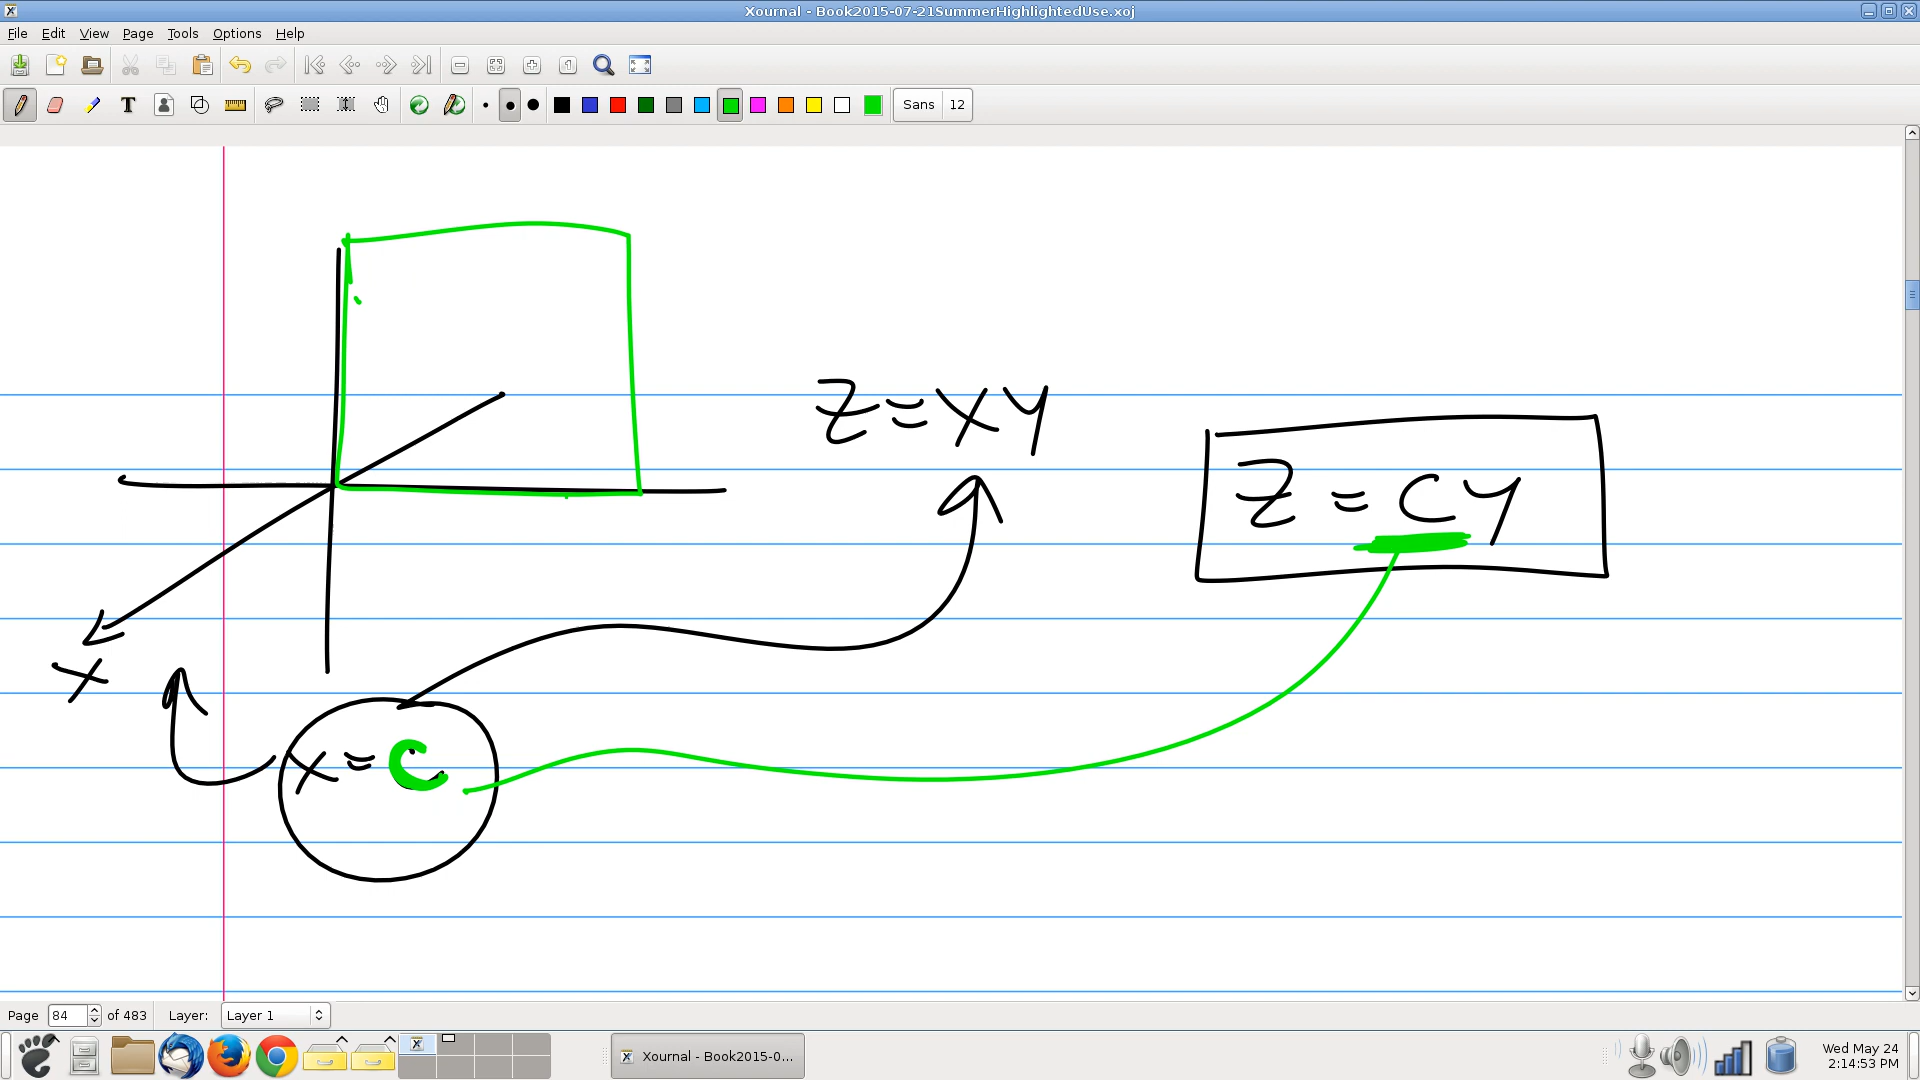 Xournal - Book2015-07-21SummerHighlightedUse.xoj
File Edit View Page Tools Options Help
Sans 12
Z=XY
Z = CY
X
X = C
Page 84 of 483 Layer: Layer 1
Xournal - Book2015-0...
Wed May 24
2:14:53 PM